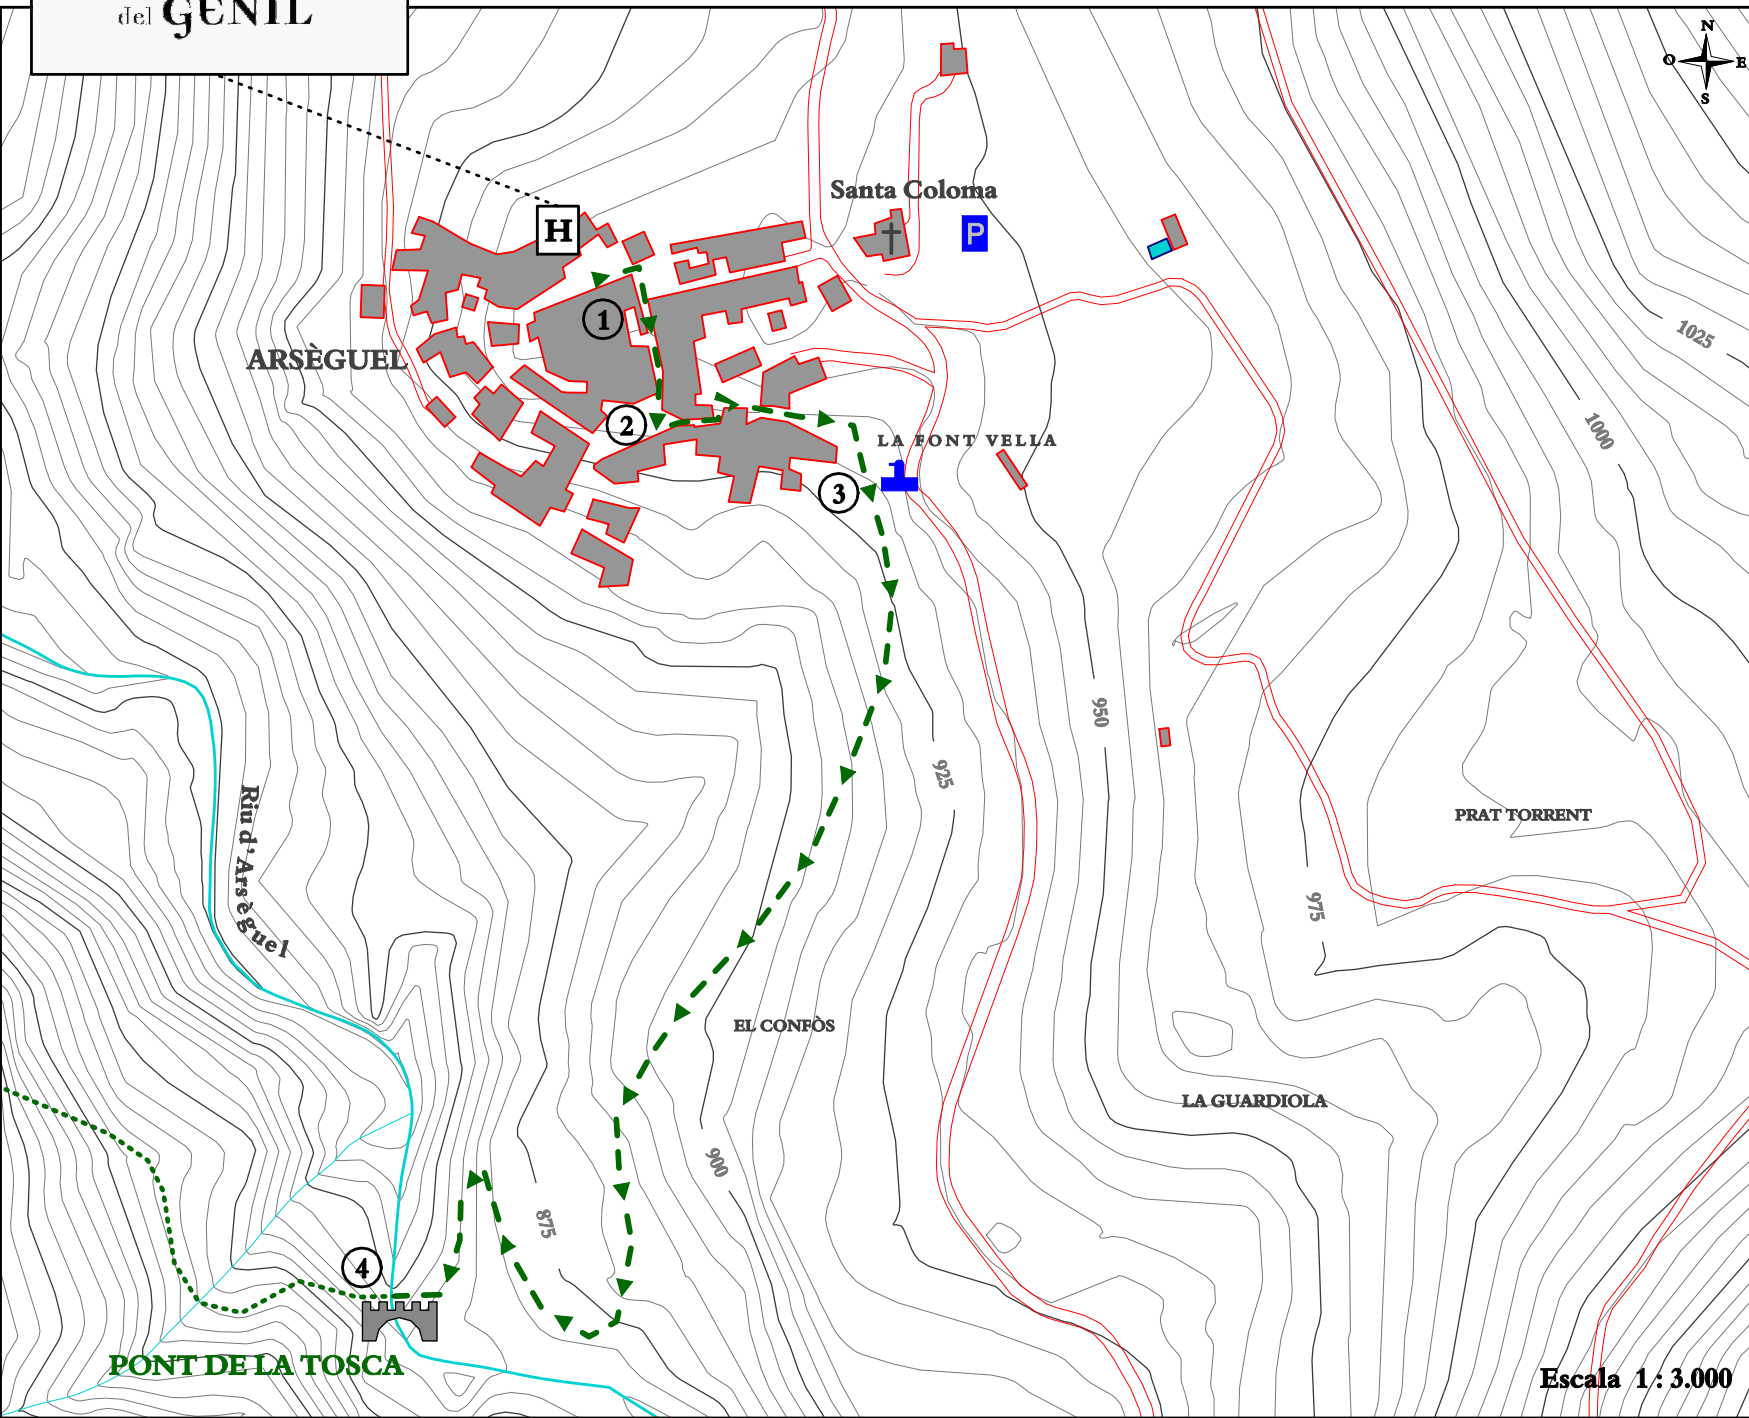 del GENIL
N
O E
S
Santa Coloma
P
H
1
ARSÈGUEL
1025
1000
2
LA FONT VELLA
3
950
925
Riu d'Arsèguel
PRAT TORRENT
975
EL CONFÒS
LA GUARDIOLA
900
875
4
PONT DE LA TOSCA
Escala 1 : 3.000